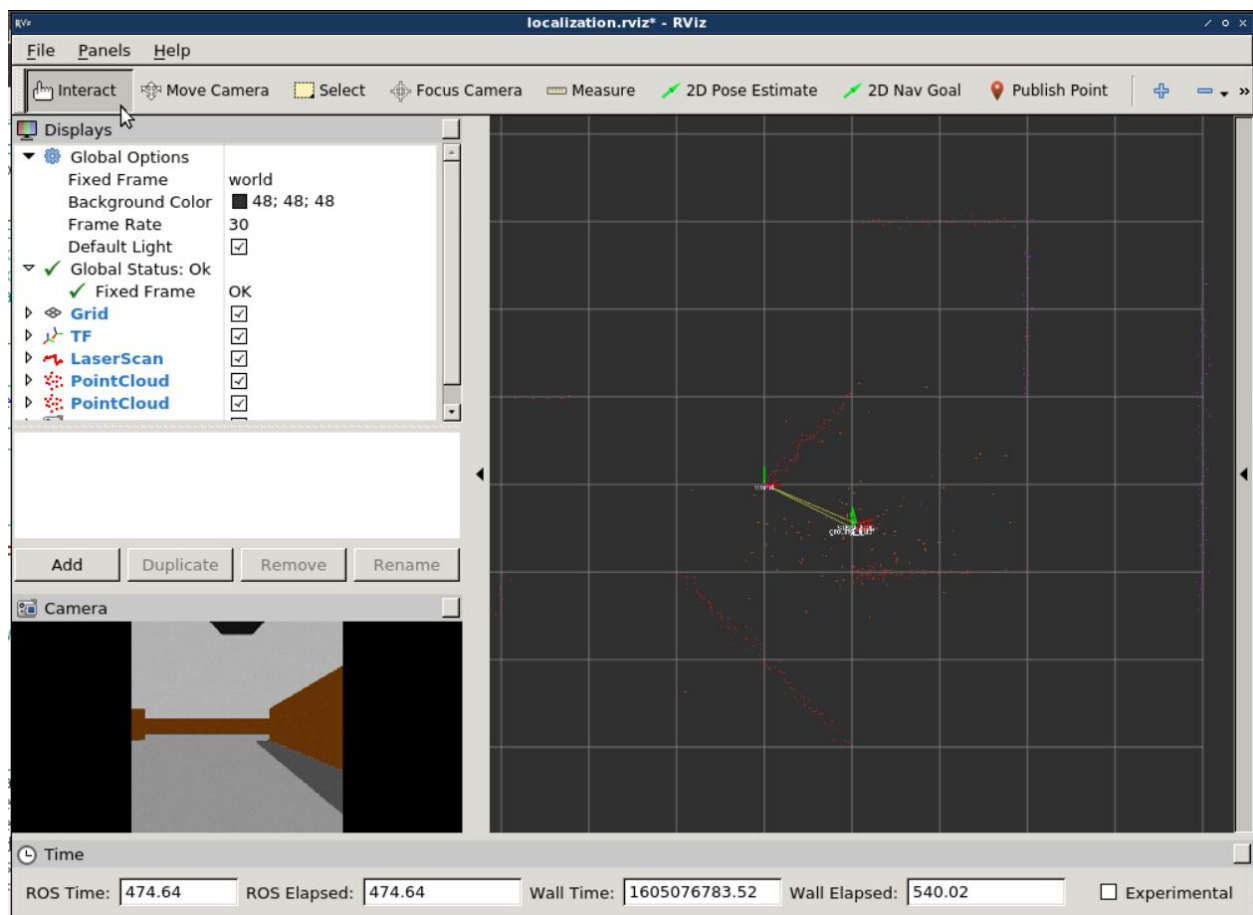 RViz
localization.rviz* - RViz
File Panels Help
Interact Move Camera Select Focus Camera Measure 2D Pose Estimate 2D Nav Goal Publish Point »
Displays
Global Options
Fixed Frame world
Background Color 48; 48; 48
Frame Rate 30
Default Light
Global Status: Ok
Fixed Frame OK
Grid
TF
LaserScan
PointCloud
PointCloud
Add Duplicate Remove Rename
Camera
Time
ROS Time: 474.64 ROS Elapsed: 474.64 Wall Time: 1605076783.52 Wall Elapsed: 540.02 Experimental